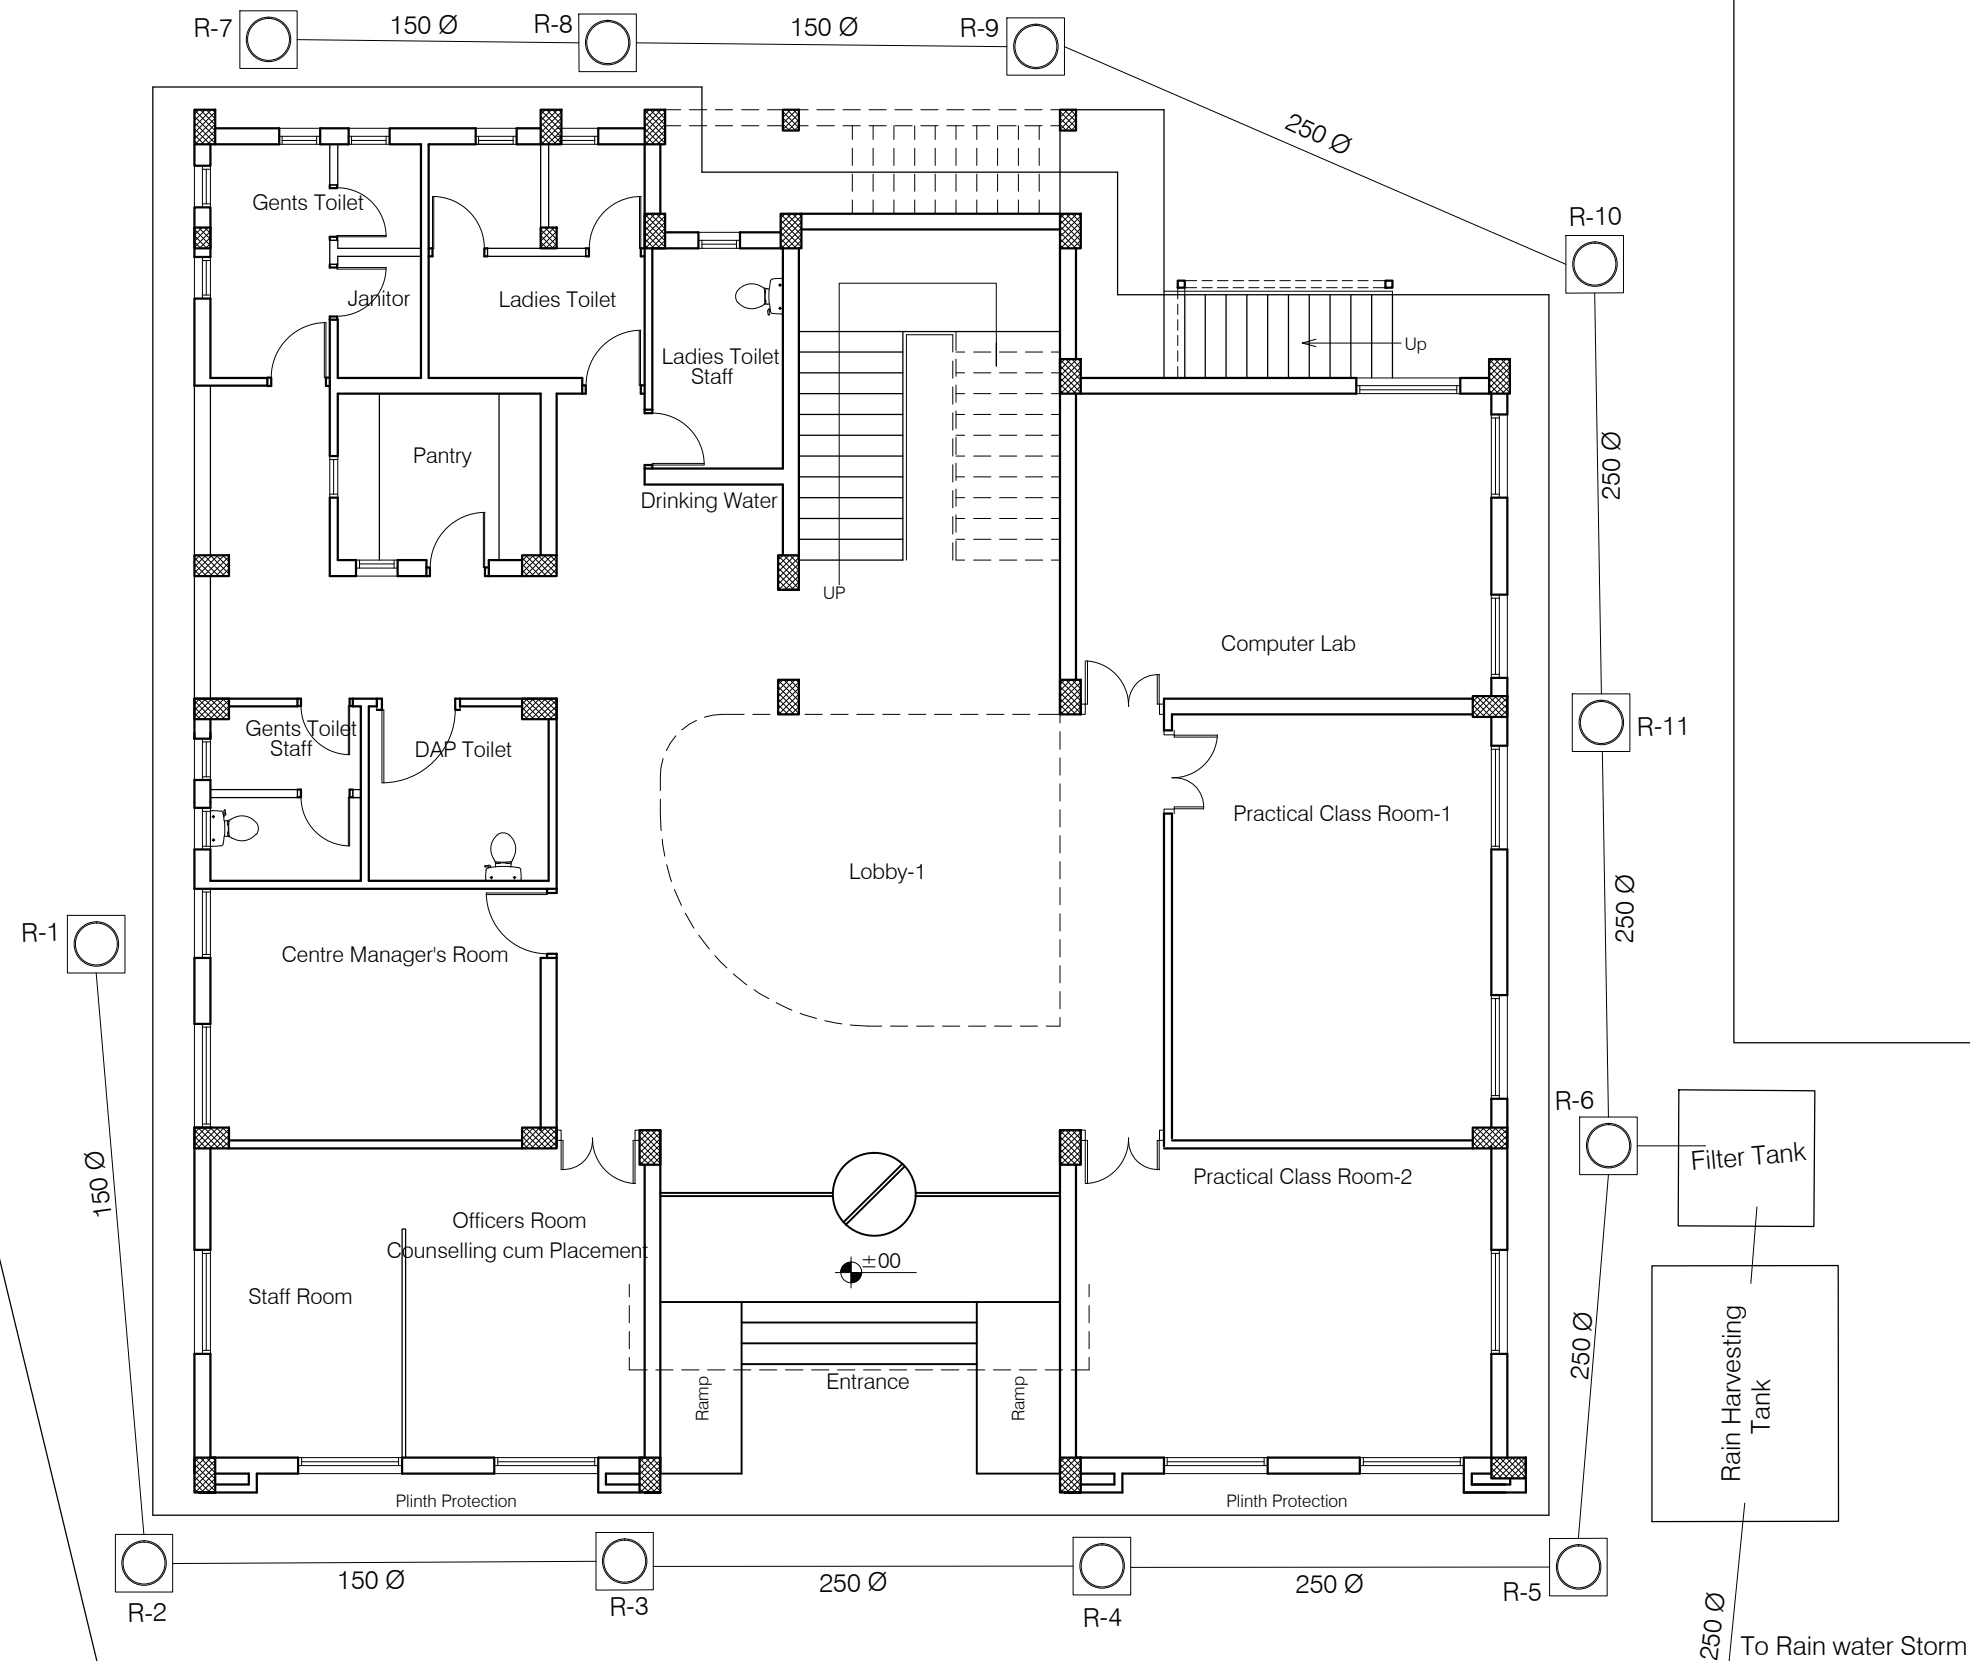 R-7
150 Ø
R-8
150 Ø
R-9
250 Ø
R-10
Gents Toilet
Janitor
Ladies Toilet
Ladies Toilet
Staff
Up
Pantry
Drinking Water
250 Ø
UP
Computer Lab
Gents Toilet
Staff
DAP Toilet
R-11
Practical Class Room-1
Lobby-1
R-1
Centre Manager's Room
250 Ø
R-6
Filter Tank
150 Ø
Practical Class Room-2
Officers Room
Counselling cum Placement
±00
Staff Room
Ramp
Entrance
Ramp
250 Ø
Rain Harvesting
Tank
Plinth Protection
Plinth Protection
150 Ø
250 Ø
250 Ø
R-2
R-3
R-4
R-5
250 Ø
To Rain water Storm